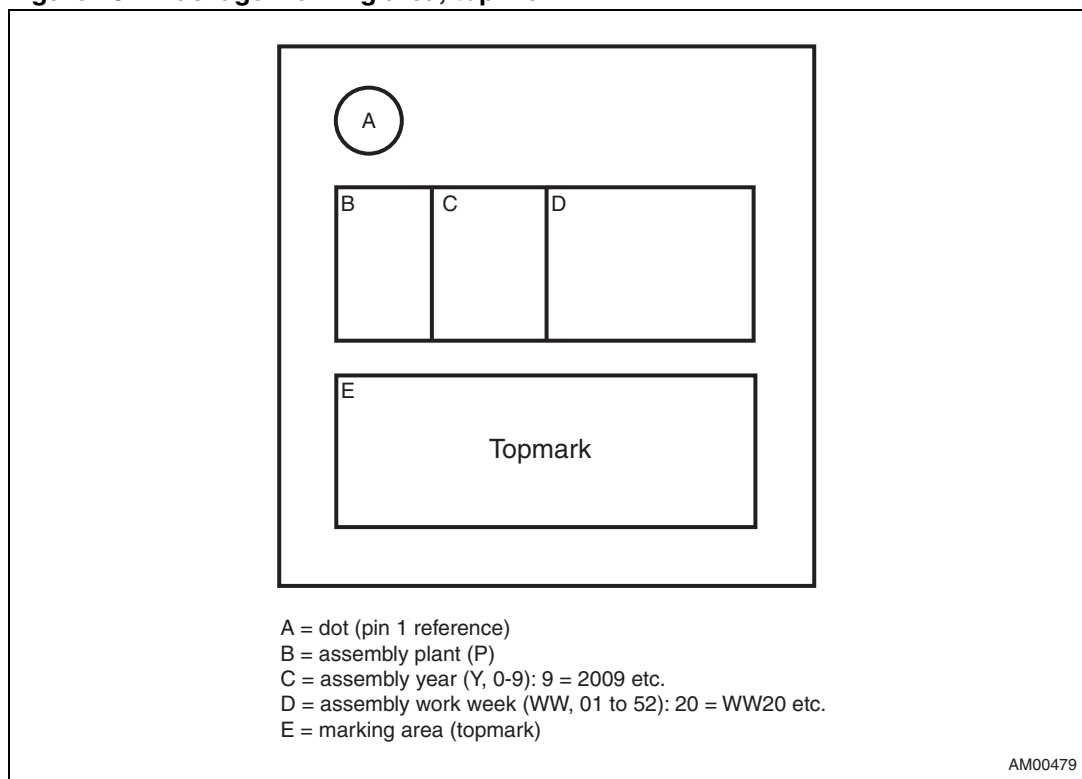 A
B C D
E
Topmark
A = dot (pin 1 reference)
B = assembly plant (P)
C = assembly year (Y, 0-9): 9 = 2009 etc.
D = assembly work week (WW, 01 to 52): 20 = WW20 etc.
E = marking area (topmark)
AM00479